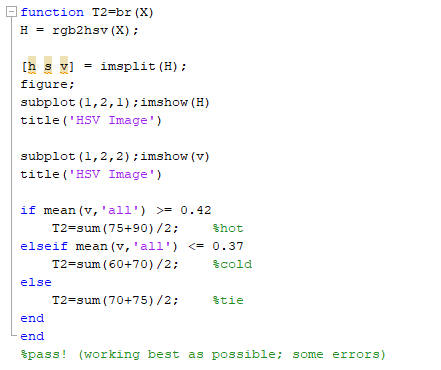 function T2=br(X)
H = rgb2hsv(X);
[h s v] = imsplit(H);
figure;
subplot(1,2,1);imshow(H)
title('HSV Image')
subplot(1,2,2);imshow(v)
title('HSV Image')
if mean(v,'all') >= 0.42
    T2=sum(75+90)/2;    %hot
elseif mean(v,'all') <= 0.37
    T2=sum(60+70)/2;    %cold
else
    T2=sum(70+75)/2;    %tie
end
end
%pass! (working best as possible; some errors)